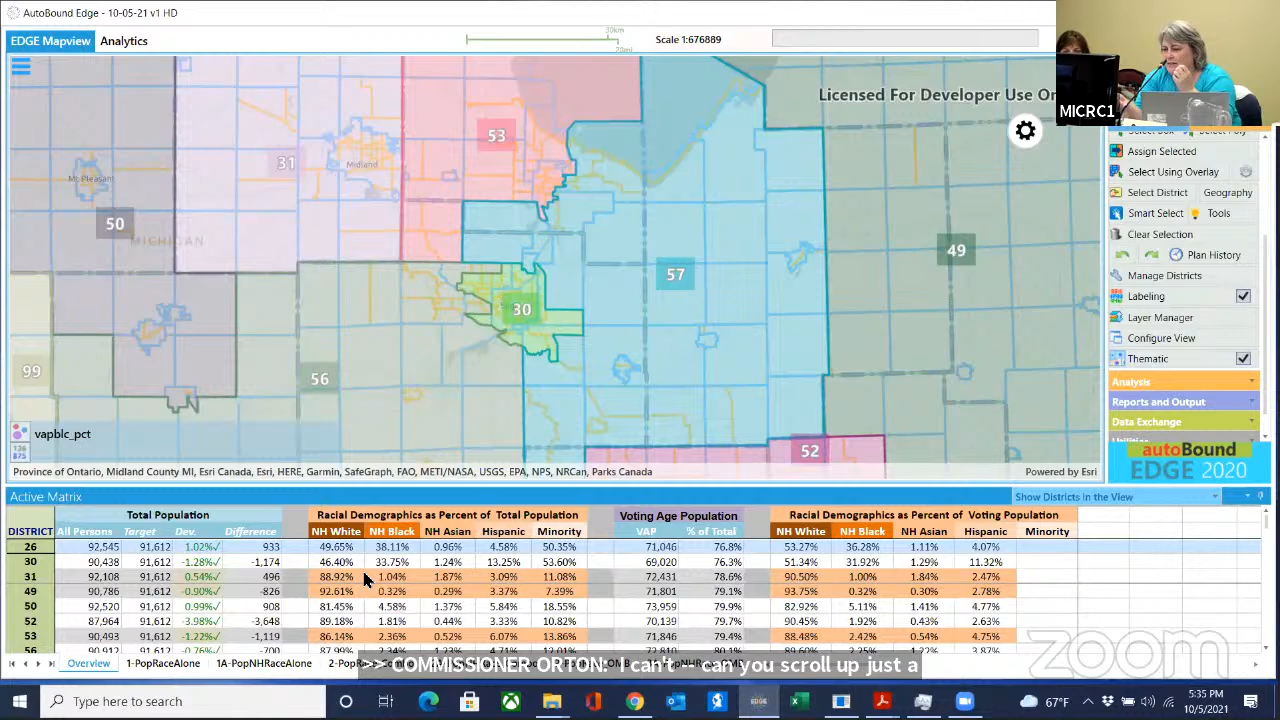 AutoBound Edge - 10-05-21 v1 HD
EDGE Mapview Analytics
30km
20mi
Scale 1:676889
Licensed For Developer Use On
MICRC1
53
31
Midland
Mt Pleasant
50
MICHIGAN
49
57
30
99
56
52
vapblc_pct
Province of Ontario, Midland County MI, Esri Canada, Esri, HERE, Garmin, SafeGraph, FAO, METI/NASA, USGS, EPA, NPS, NRCan, Parks Canada
Powered by Esri
Assign Selected
Select Using Overlay
Select District Geography
Smart Select Tools
Clear Selection
Plan History
Manage Districts
Labeling
Layer Manager
Configure View
Thematic
Analysis
Reports and Output
Data Exchange
autoBound
EDGE 2020
Active Matrix
Show Districts in the View
Total Population Racial Demographics as Percent of Total Population Voting Age Population Racial Demographics as Percent of Voting Population
DISTRICT All Persons Target Dev. Difference NH White NH Black NH Asian Hispanic Minority VAP % of Total NH White NH Black NH Asian Hispanic Minority
26 92,545 91,612 1.02%✓ 933 49.65% 38.11% 0.96% 4.58% 50.35% 71,046 76.8% 53.27% 36.28% 1.11% 4.07%
30 90,438 91,612 -1.28%✓ -1,174 46.40% 33.75% 1.24% 13.25% 53.60% 69,020 76.3% 51.34% 31.92% 1.29% 11.32%
31 92,108 91,612 0.54%✓ 496 88.92% 1.04% 1.87% 3.09% 11.08% 72,431 78.6% 90.50% 1.00% 1.84% 2.47%
49 90,786 91,612 -0.90%✓ -826 92.61% 0.32% 0.29% 3.37% 7.39% 71,801 79.1% 93.75% 0.32% 0.30% 2.78%
50 92,520 91,612 0.99%✓ 908 81.45% 4.58% 1.37% 5.84% 18.55% 73,959 79.9% 82.92% 5.11% 1.41% 4.77%
52 87,964 91,612 -3.98%✓ -3,648 89.18% 1.81% 0.44% 3.33% 10.82% 70,139 79.7% 90.45% 1.92% 0.43% 2.63%
53 90,493 91,612 -1.22%✓ -1,119 86.14% 2.36% 0.52% 6.07% 13.86% 71,846 79.4% 88.48% 2.42% 0.54% 4.75%
56 90,912 91,612 -0.76%✓ -700 87.99%
Overview 1-PopRaceAlone 1A-PopNHRaceAlone
>> COMMISSIONER ORTON: I can't -- can you scroll up just a
zoom
Type here to search
67°F
5:35 PM
10/5/2021